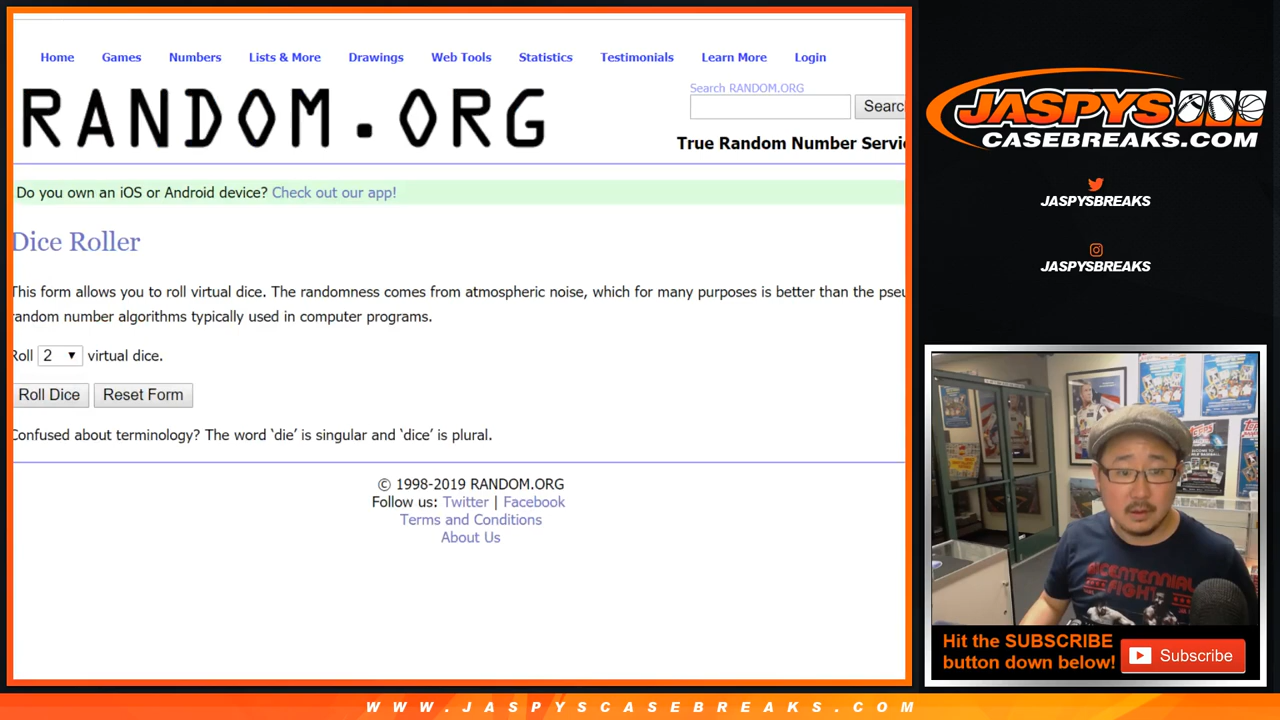 Home Games Numbers Lists & More Drawings Web Tools Statistics Testimonials Learn More Login
RANDOM.ORG
Search RANDOM.ORG
Searc
True Random Number Servi
Do you own an iOS or Android device? Check out our app!
Dice Roller
This form allows you to roll virtual dice. The randomness comes from atmospheric noise, which for many purposes is better than the pseu
random number algorithms typically used in computer programs.
Roll 2 virtual dice.
Roll Dice Reset Form
Confused about terminology? The word ‘die’ is singular and ‘dice’ is plural.
© 1998-2019 RANDOM.ORG
Follow us: Twitter | Facebook
Terms and Conditions
About Us
JASPYS
CASEBREAKS.COM
JASPYSBREAKS
JASPYSBREAKS
BICENTENNIAL
FIGHT
Hit the SUBSCRIBE
button down below!
Subscribe
WWW.JASPYSCASEBREAKS.COM